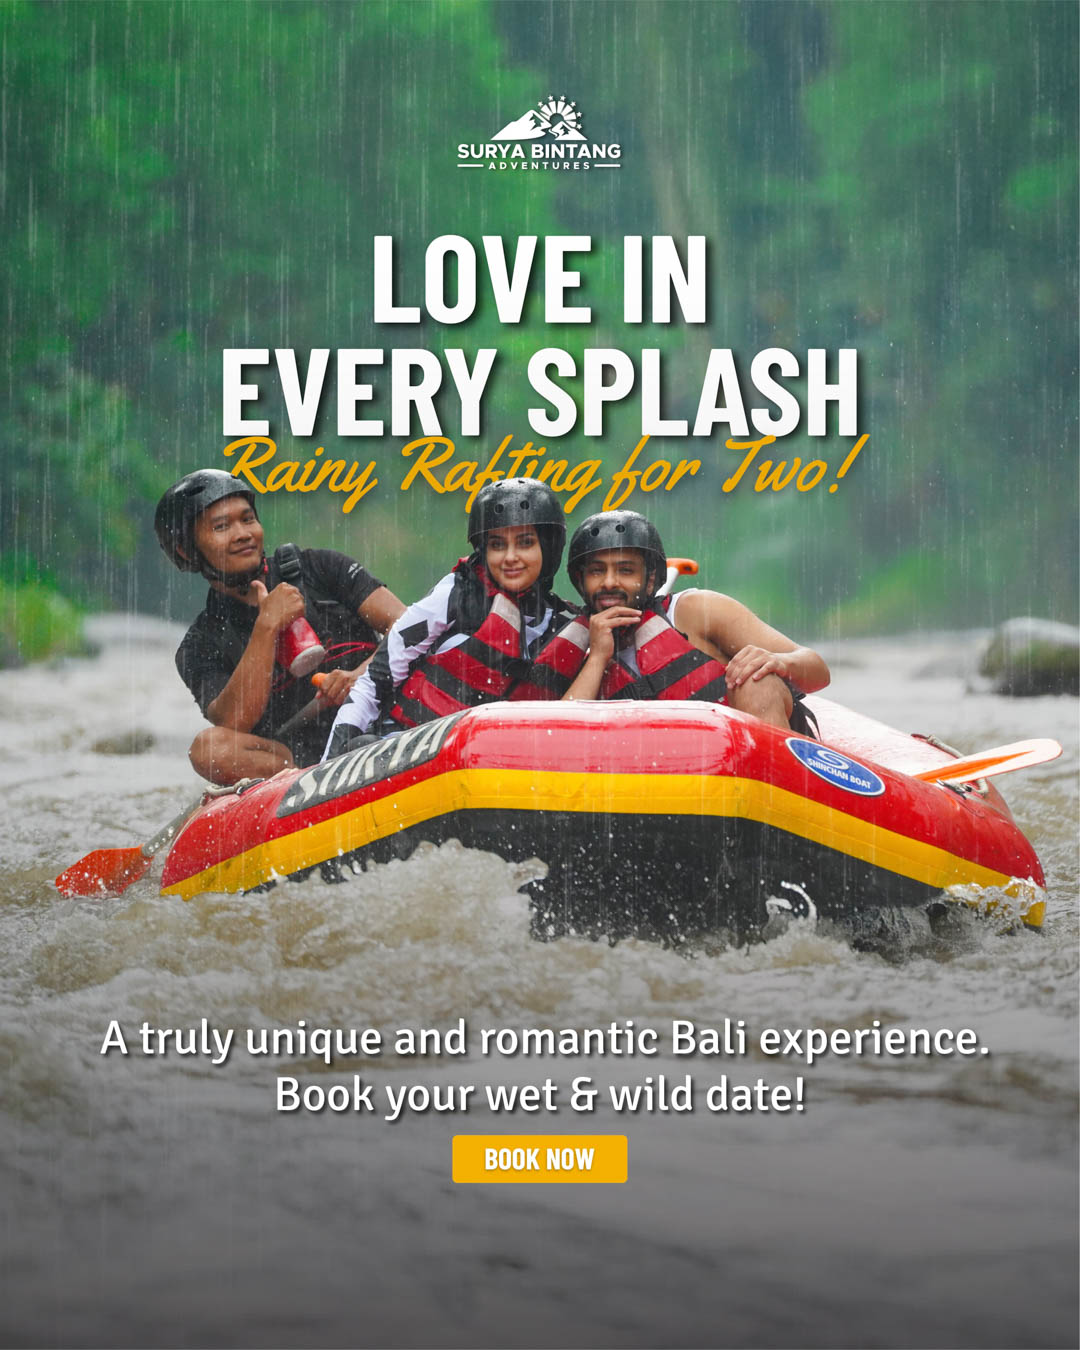 SURYA BINTANG
ADVENTURES
LOVE IN
EVERY SPLASH
Rainy Rafting for Two!
SURYA
SHINCHAN BOAT
A truly unique and romantic Bali experience.
Book your wet & wild date!
BOOK NOW